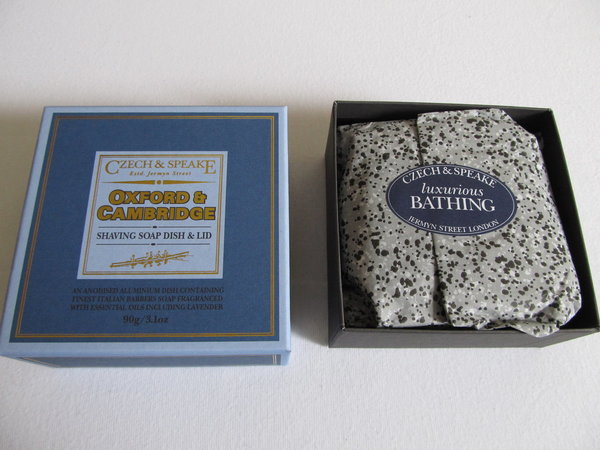 CZECH & SPEAKE
Estd. Jermyn Street
OXFORD &
CAMBRIDGE
SHAVING SOAP DISH & LID
AN ANODISED ALUMINIUM DISH CONTAINING
FINEST ITALIAN BARBERS SOAP FRAGRANCED
WITH ESSENTIAL OILS INCLUDING LAVENDER
90g/3.1oz
CZECH & SPEAKE
luxurious
BATHING
JERMYN STREET LONDON